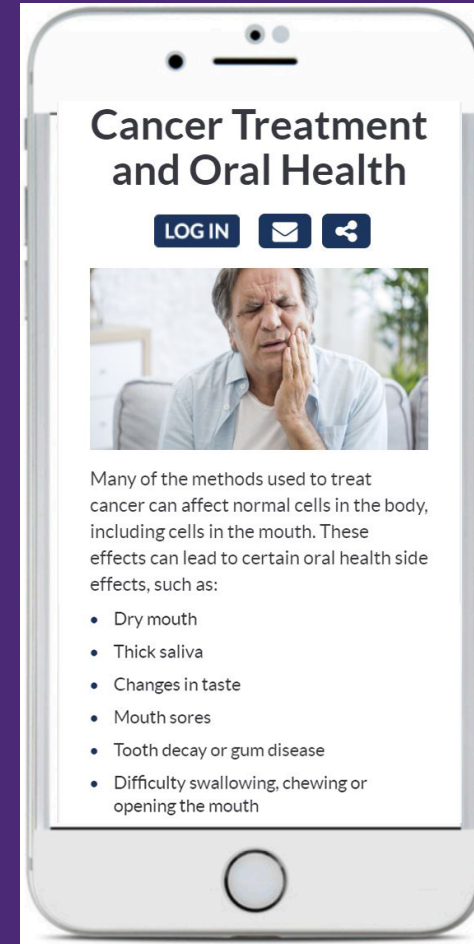 Cancer Treatment
and Oral Health
LOG IN
Many of the methods used to treat
cancer can affect normal cells in the body,
including cells in the mouth. These
effects can lead to certain oral health side
effects, such as:
• Dry mouth
• Thick saliva
• Changes in taste
• Mouth sores
• Tooth decay or gum disease
• Difficulty swallowing, chewing or
opening the mouth